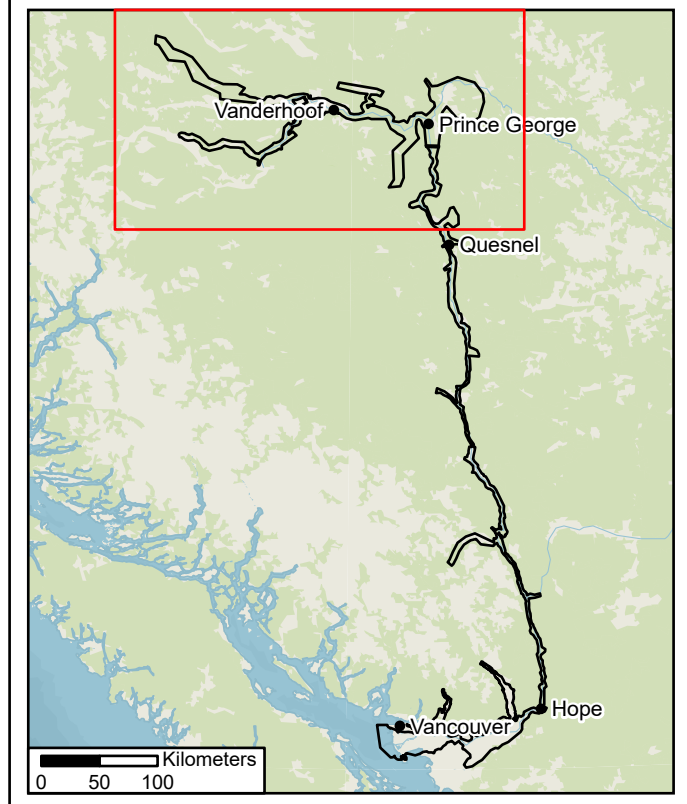 Vanderhoof
Prince George
Quesnel
Hope
Vancouver
Kilometers
0 50 100